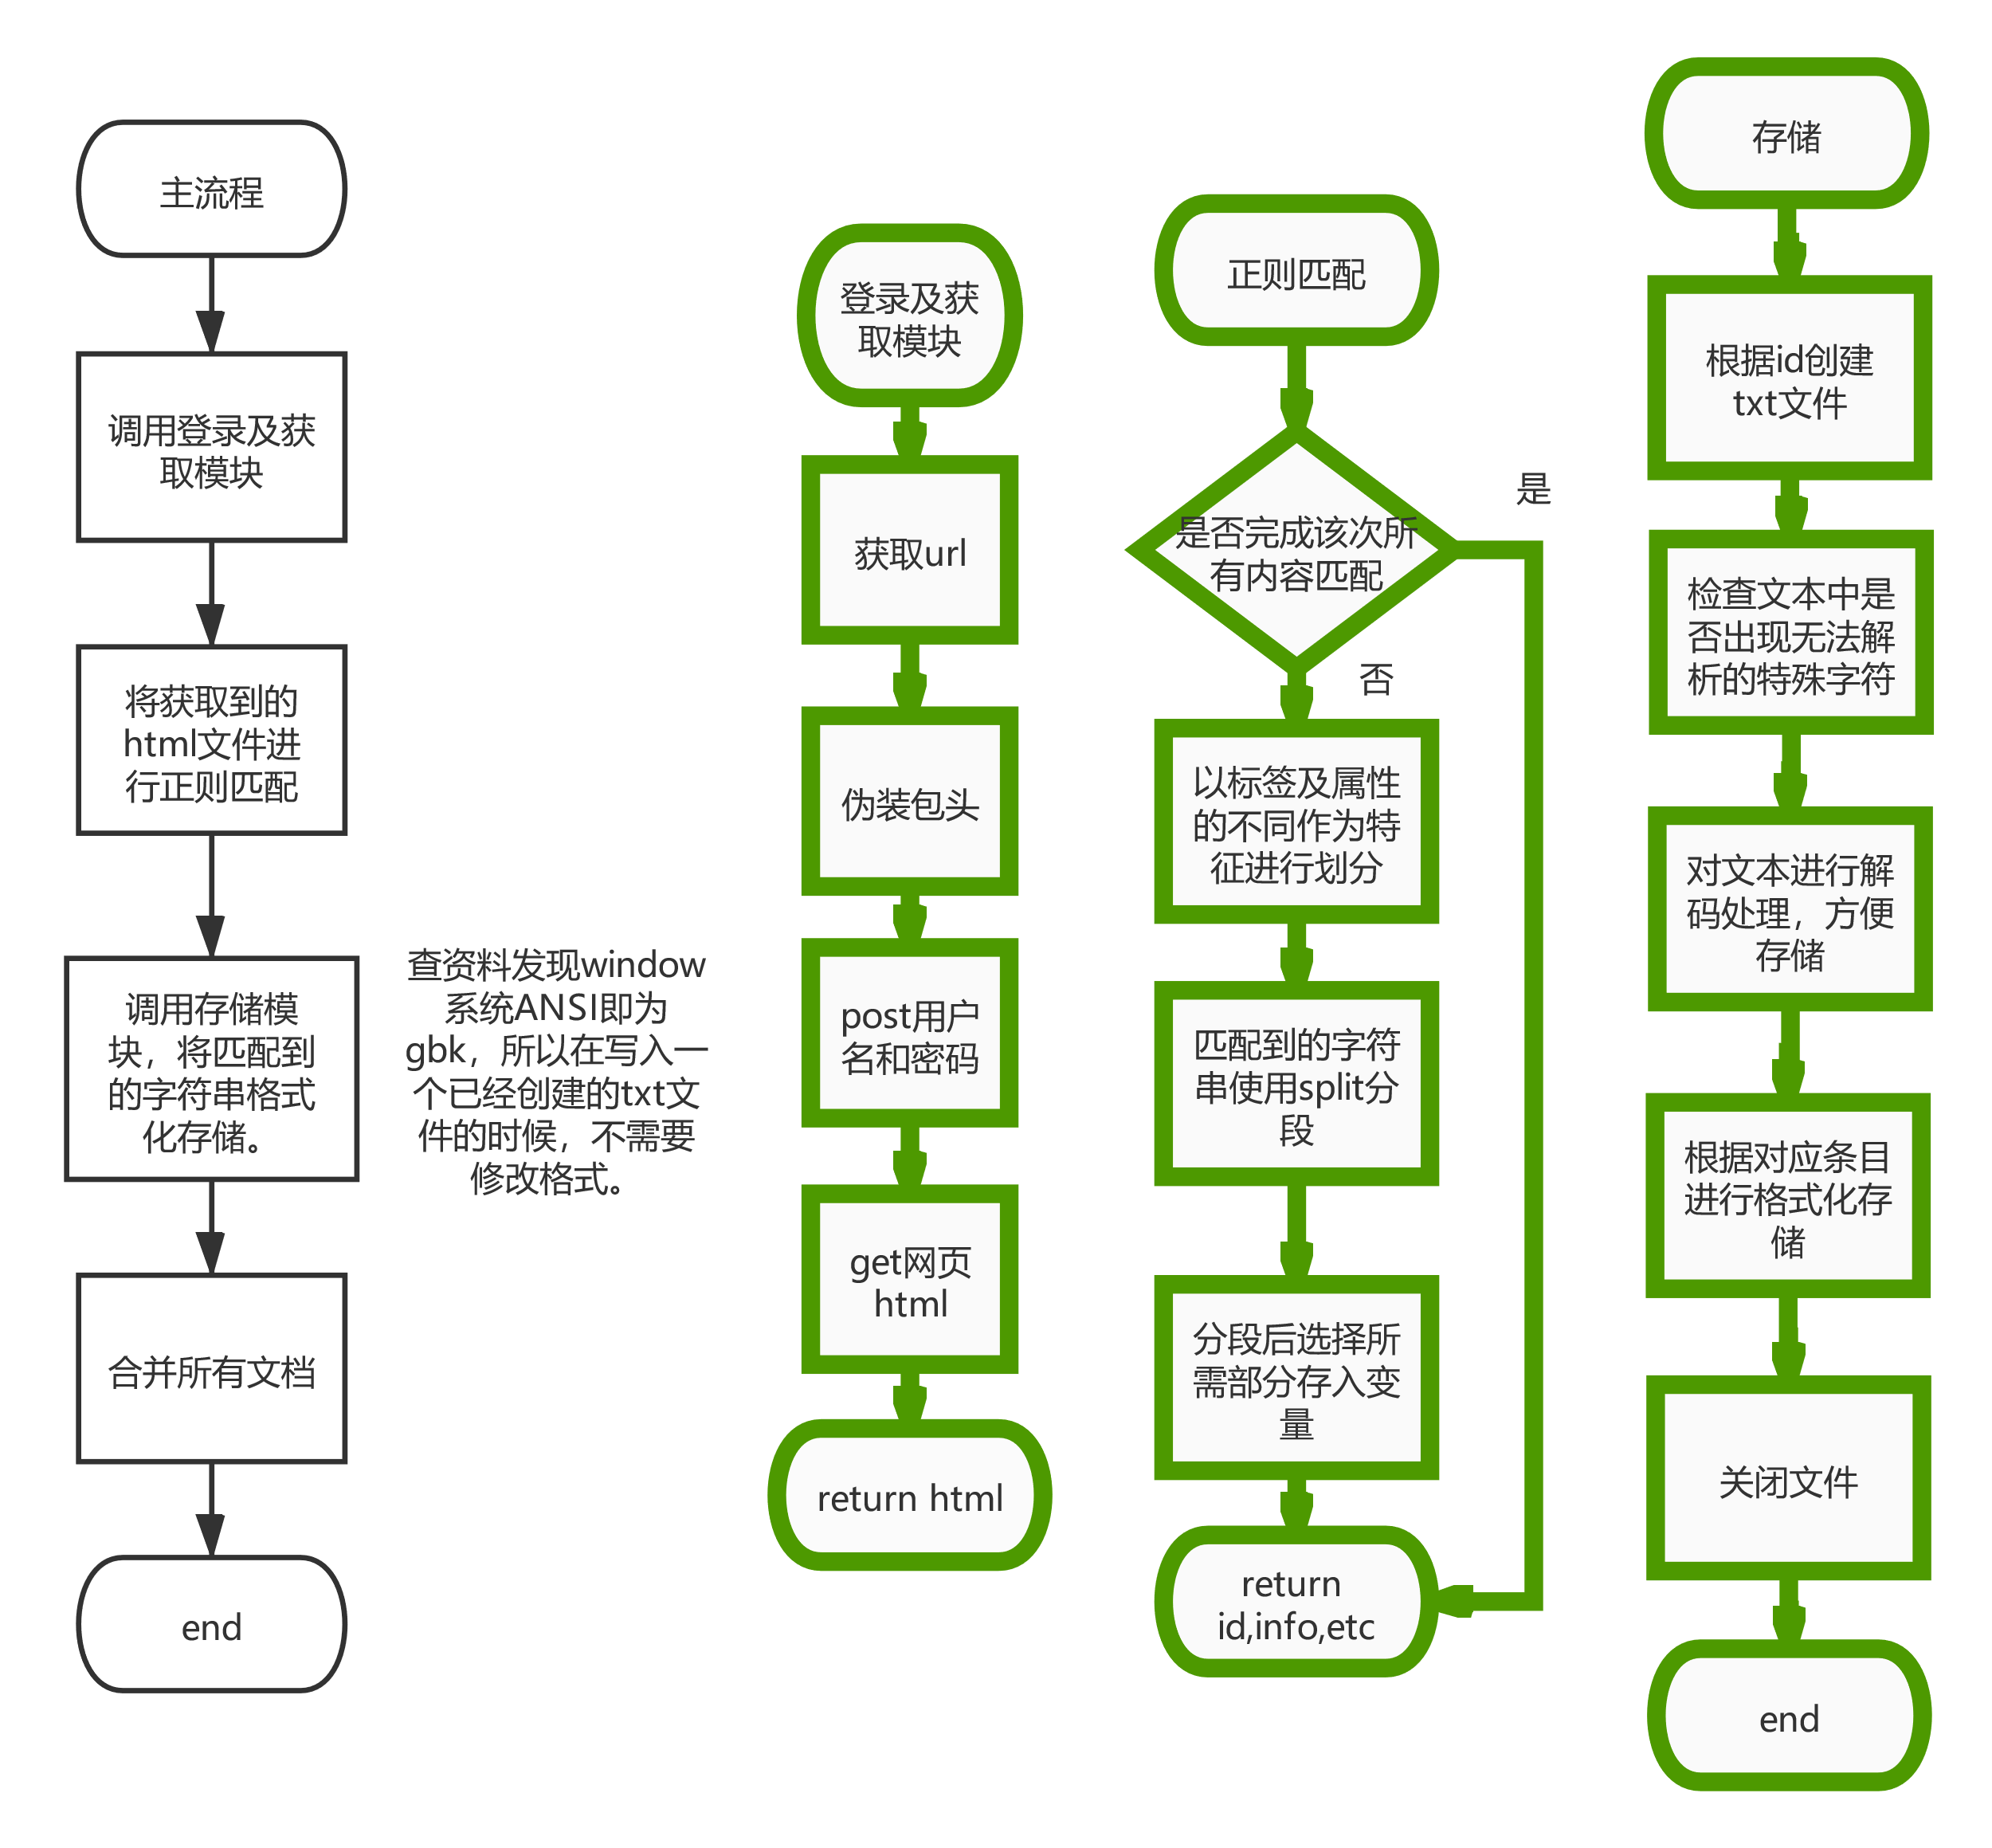 主流程
调用登录及获
取模块
将获取到的
html文件进
行正则匹配
调用存储模
块，将匹配到
的字符串格式
化存储。
合并所有文档
end
查资料发现window
系统ANSI即为
gbk，所以在写入一
个已经创建的txt文
件的时候，不需要
修改格式。
登录及获
取模块
获取url
伪装包头
post用户
名和密码
get网页
html
return html
正则匹配
是否完成该次所
有内容匹配
是
否
以标签及属性
的不同作为特
征进行划分
匹配到的字符
串使用split分
段
分段后选择所
需部分存入变
量
return
id,info,etc
存储
根据id创建
txt文件
检查文本中是
否出现无法解
析的特殊字符
对文本进行解
码处理，方便
存储
根据对应条目
进行格式化存
储
关闭文件
end